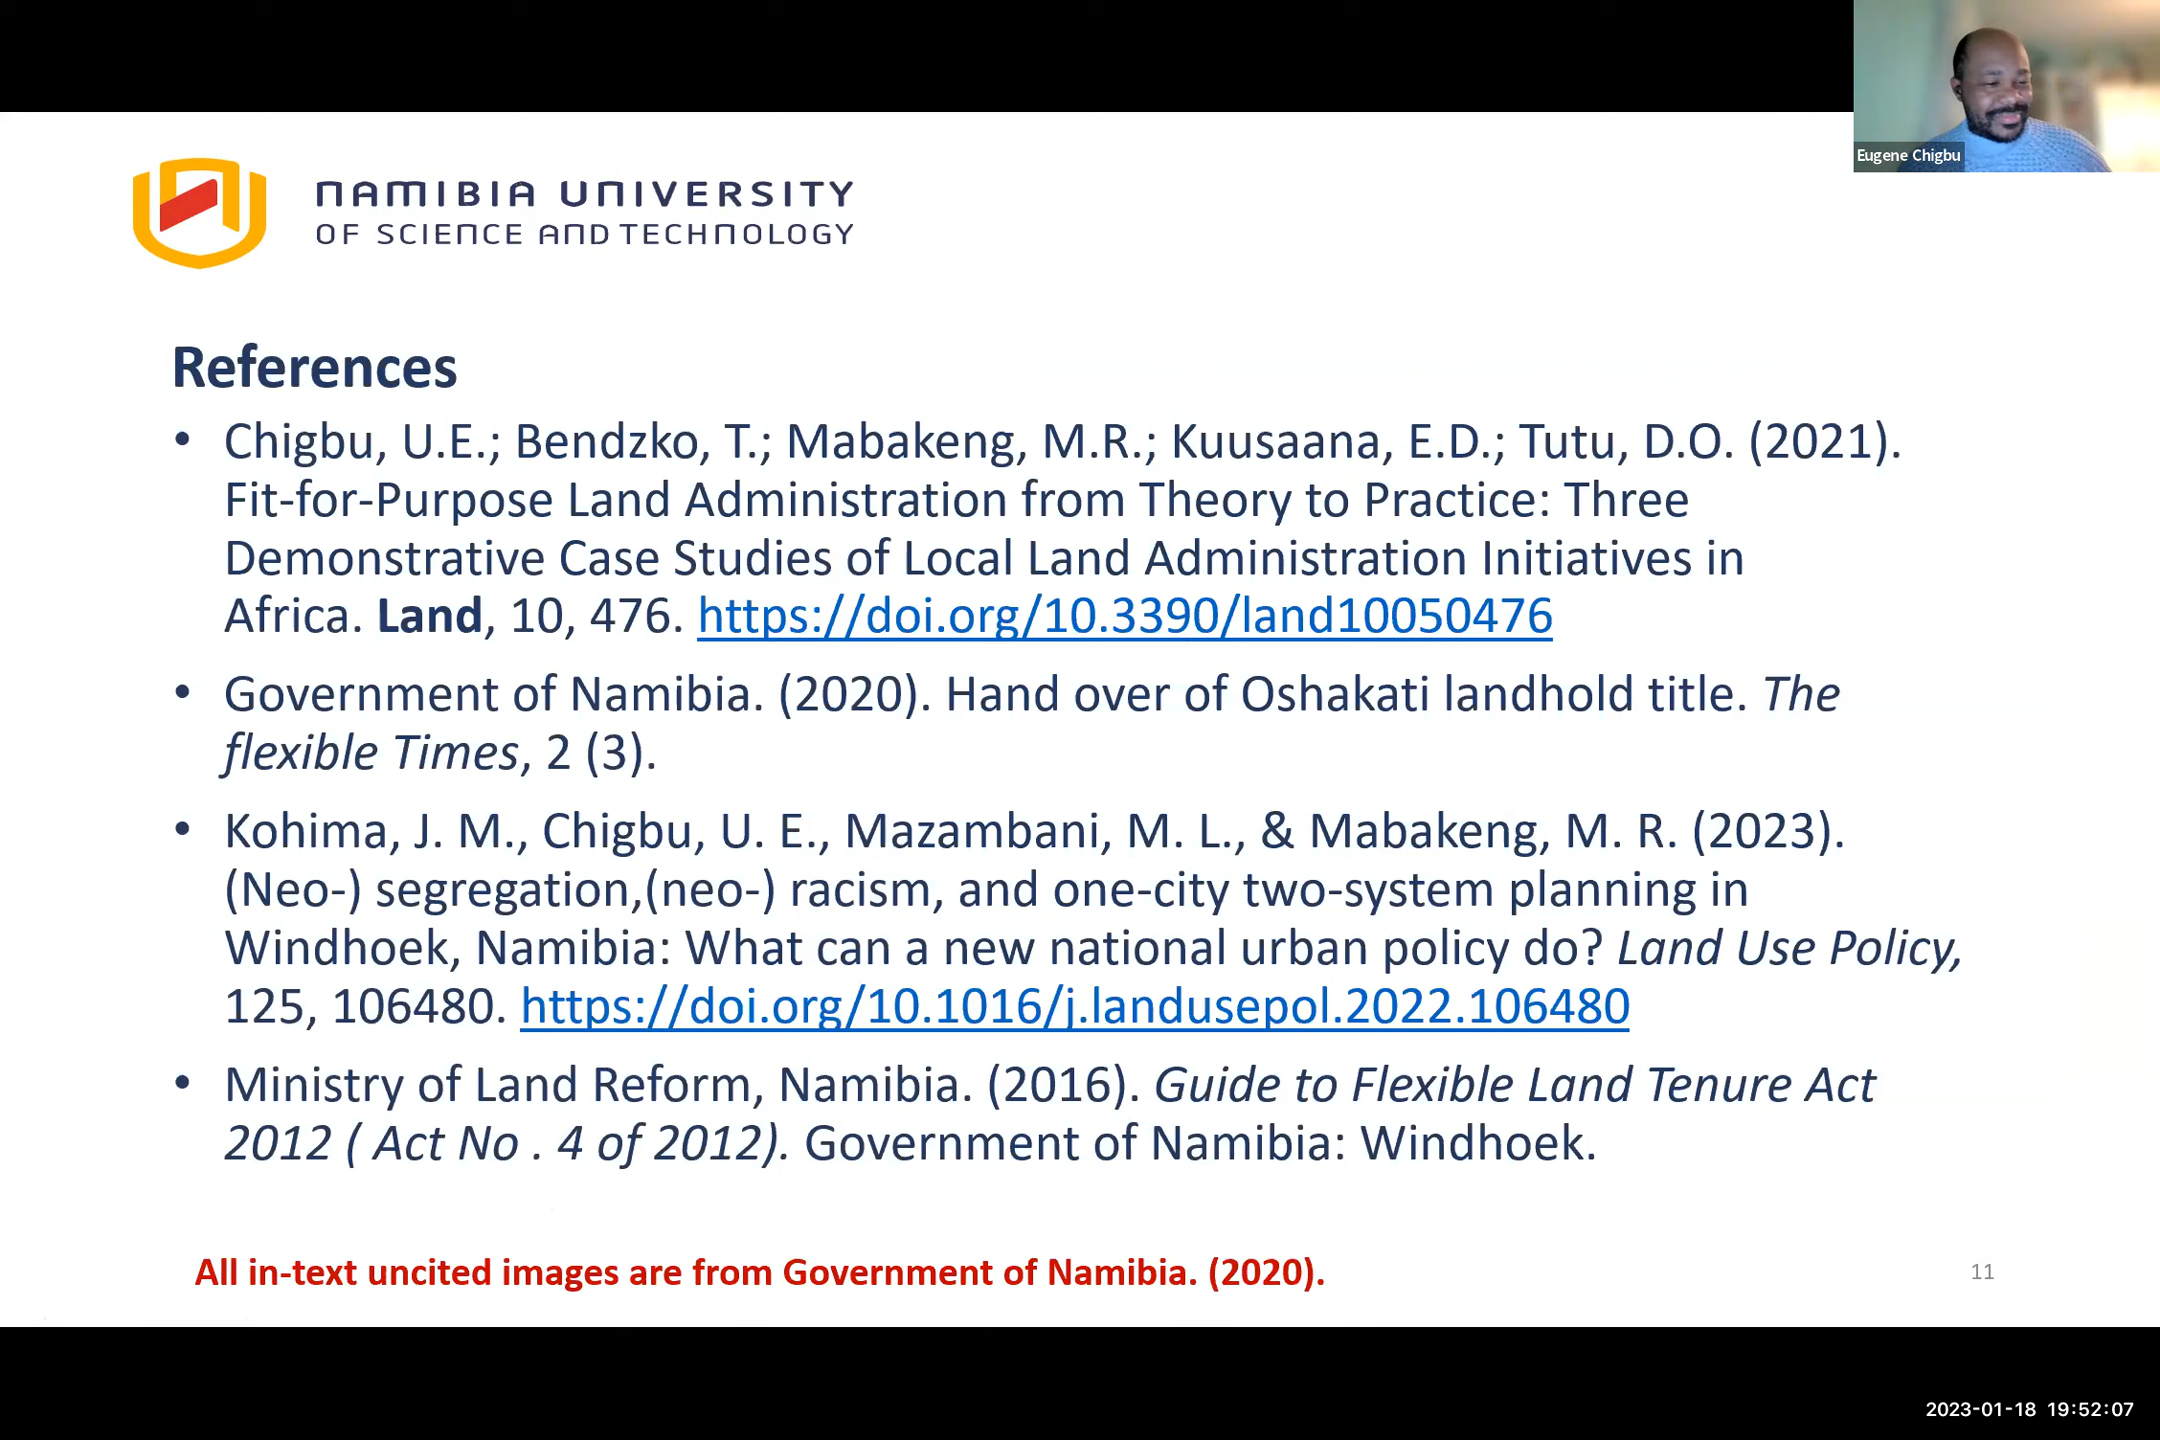 Eugene Chigbu
NAMIBIA UNIVERSITY
OF SCIENCE AND TECHNOLOGY
References
• Chigbu, U.E.; Bendzko, T.; Mabakeng, M.R.; Kuusaana, E.D.; Tutu, D.O. (2021).
Fit-for-Purpose Land Administration from Theory to Practice: Three
Demonstrative Case Studies of Local Land Administration Initiatives in
Africa. Land, 10, 476. https://doi.org/10.3390/land10050476
• Government of Namibia. (2020). Hand over of Oshakati landhold title. The
flexible Times, 2 (3).
• Kohima, J. M., Chigbu, U. E., Mazambani, M. L., & Mabakeng, M. R. (2023).
(Neo-) segregation,(neo-) racism, and one-city two-system planning in
Windhoek, Namibia: What can a new national urban policy do? Land Use Policy,
125, 106480. https://doi.org/10.1016/j.landusepol.2022.106480
• Ministry of Land Reform, Namibia. (2016). Guide to Flexible Land Tenure Act
2012 ( Act No . 4 of 2012). Government of Namibia: Windhoek.
All in-text uncited images are from Government of Namibia. (2020).
11
2023-01-18 19:52:07